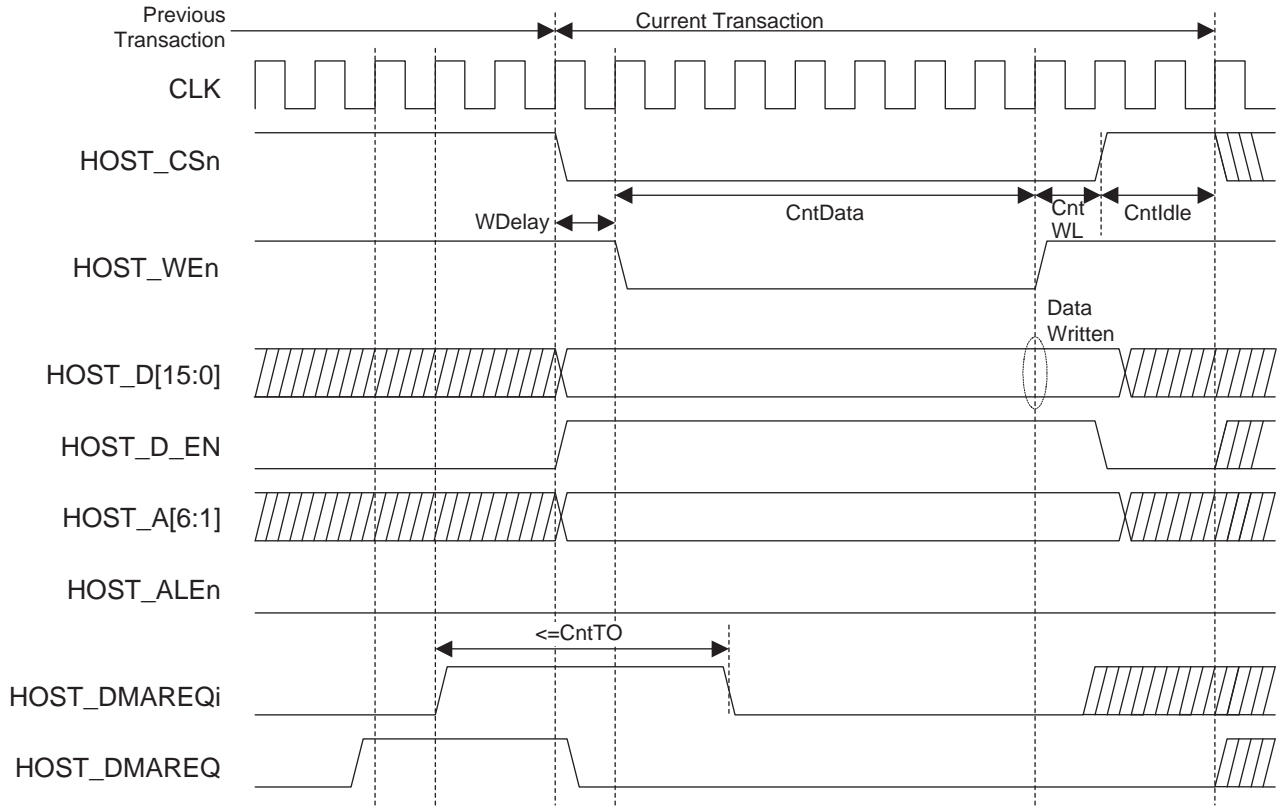 Previous
Transaction
Current Transaction
CLK
HOST_CSn
WDelay
CntData
Cnt
WL
CntIdle
HOST_WEn
Data
Written
HOST_D[15:0]
HOST_D_EN
HOST_A[6:1]
HOST_ALEn
<=CntTO
HOST_DMAREQi
HOST_DMAREQ